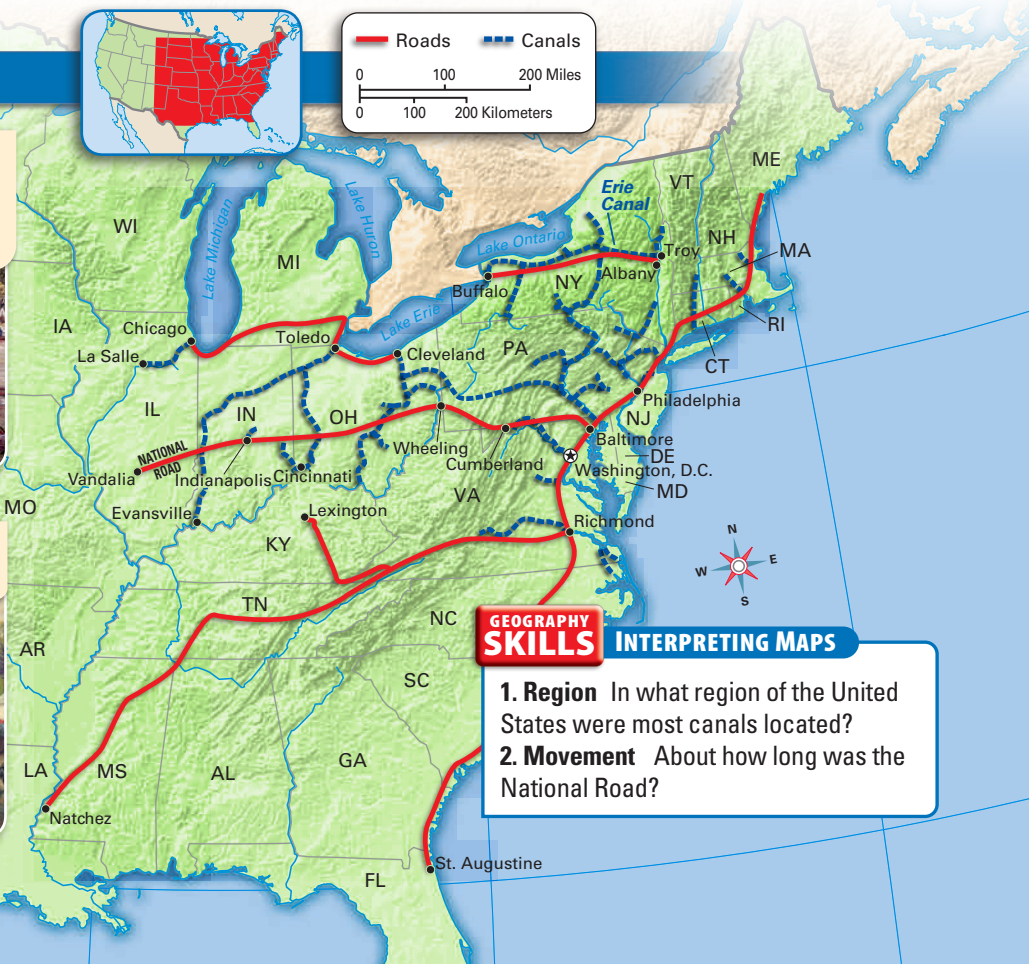 Roads
Canals
0 100 200 Miles
0 100 200 Kilometers
ME
VT
Erie
Canal
Lake Huron
Lake Michigan
WI
MI
Lake Ontario
Troy
NH
MA
Albany
NY
Buffalo
Lake Erie
IA
Chicago
Toledo
RI
La Salle
Cleveland
PA
CT
Philadelphia
IL
IN
OH
NJ
Wheeling
Baltimore
NATIONAL
ROAD
DE
Cumberland
Washington, D.C.
Vandalia
Indianapolis
Cincinnati
MD
VA
MO
Evansville
Lexington
Richmond
KY
N
W
E
S
TN
NC
AR
SC
GA
LA
MS
AL
Natchez
St. Augustine
FL
GEOGRAPHY
SKILLS
INTERPRETING MAPS
1. Region In what region of the United
States were most canals located?
2. Movement About how long was the
National Road?